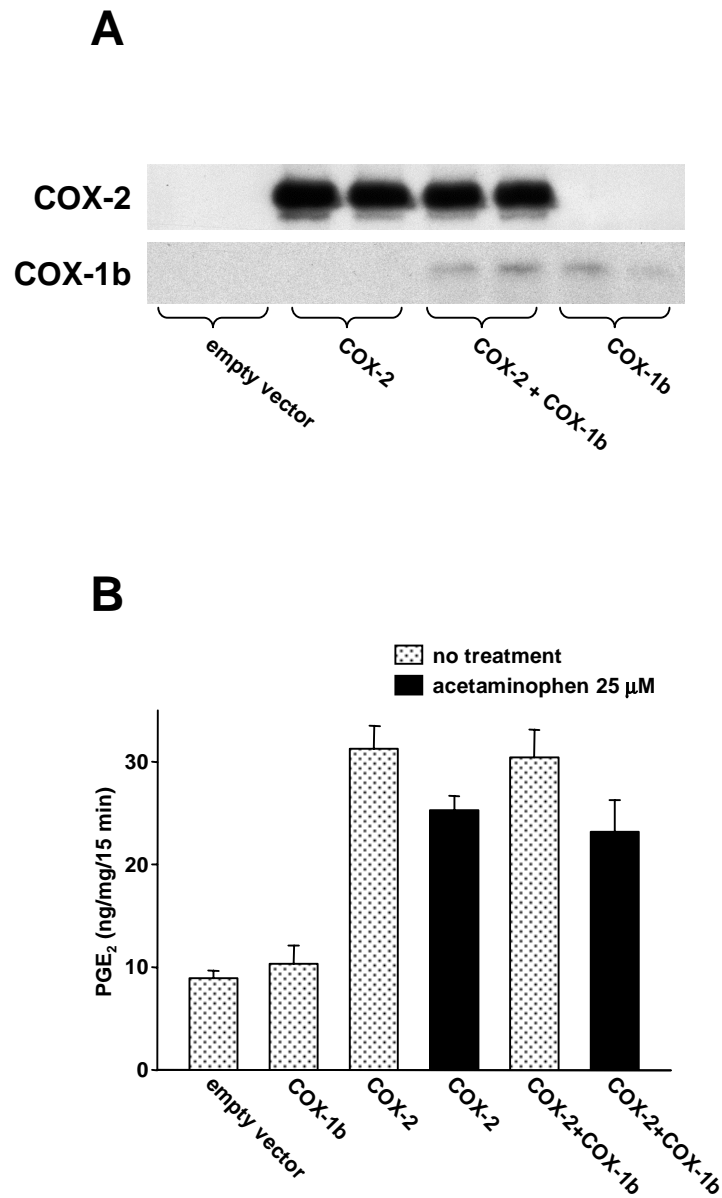 A
COX-2
COX-1b
empty vector
COX-2
COX-2 + COX-1b
COX-1b
B
no treatment
acetaminophen 25 μM
PGE₂ (ng/mg/15 min)
30
20
10
0
empty vector
COX-1b
COX-2
COX-2
COX-2+COX-1b
COX-2+COX-1b